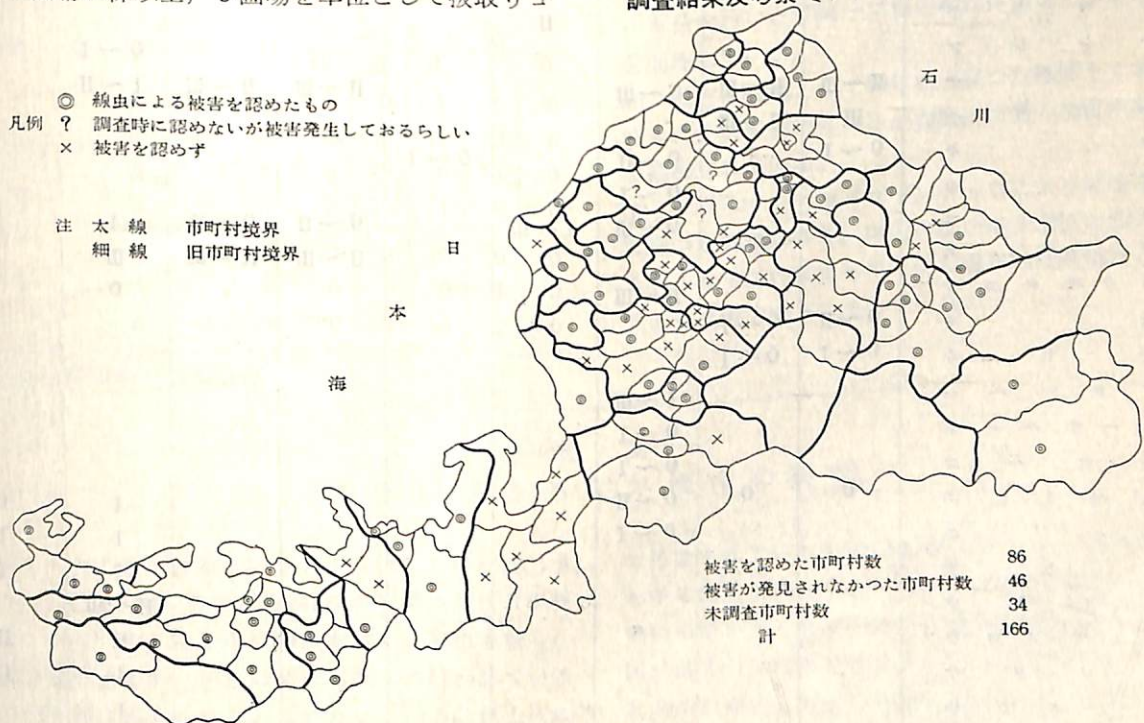 調査結果及び
石
川
◎ 線虫による被害を認めたもの
凡例 ? 調査時に認めないが被害発生しておるらしい
× 被害を認めず
注 太線 市町村境界
細線 旧市町村境界
日
本
海
被害を認めた市町村数 86
被害が発見されなかつた市町村数 46
未調査市町村数 34
計 166